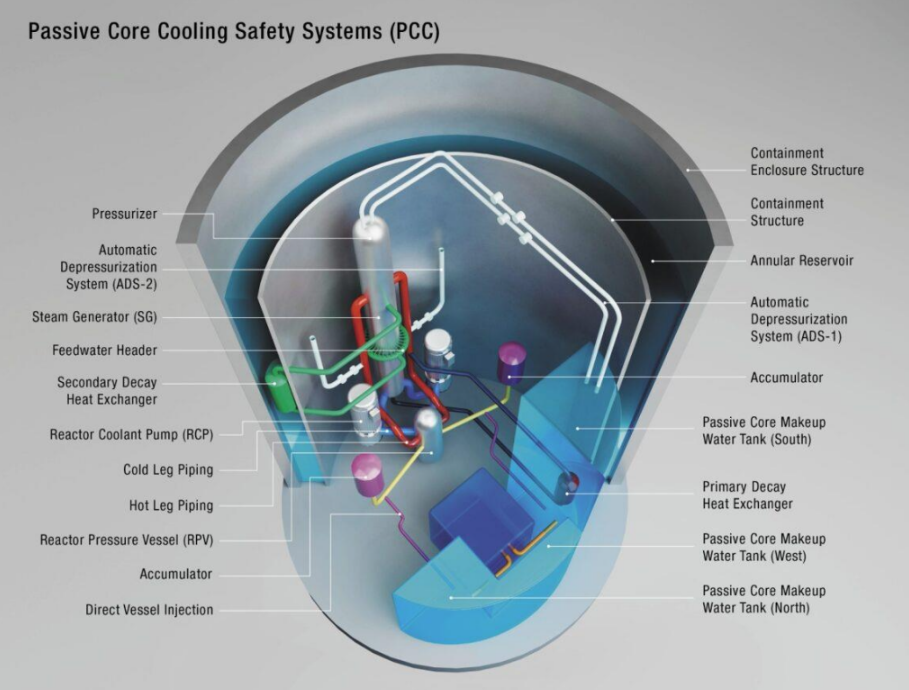 Passive Core Cooling Safety Systems (PCC)
Pressurizer
Automatic
Depressurization
System (ADS-2)
Steam Generator (SG)
Feedwater Header
Secondary Decay
Heat Exchanger
Reactor Coolant Pump (RCP)
Cold Leg Piping
Hot Leg Piping
Reactor Pressure Vessel (RPV)
Accumulator
Direct Vessel Injection
Containment
Enclosure Structure
Containment
Structure
Annular Reservoir
Automatic
Depressurization
System (ADS-1)
Accumulator
Passive Core Makeup
Water Tank (South)
Primary Decay
Heat Exchanger
Passive Core Makeup
Water Tank (West)
Passive Core Makeup
Water Tank (North)